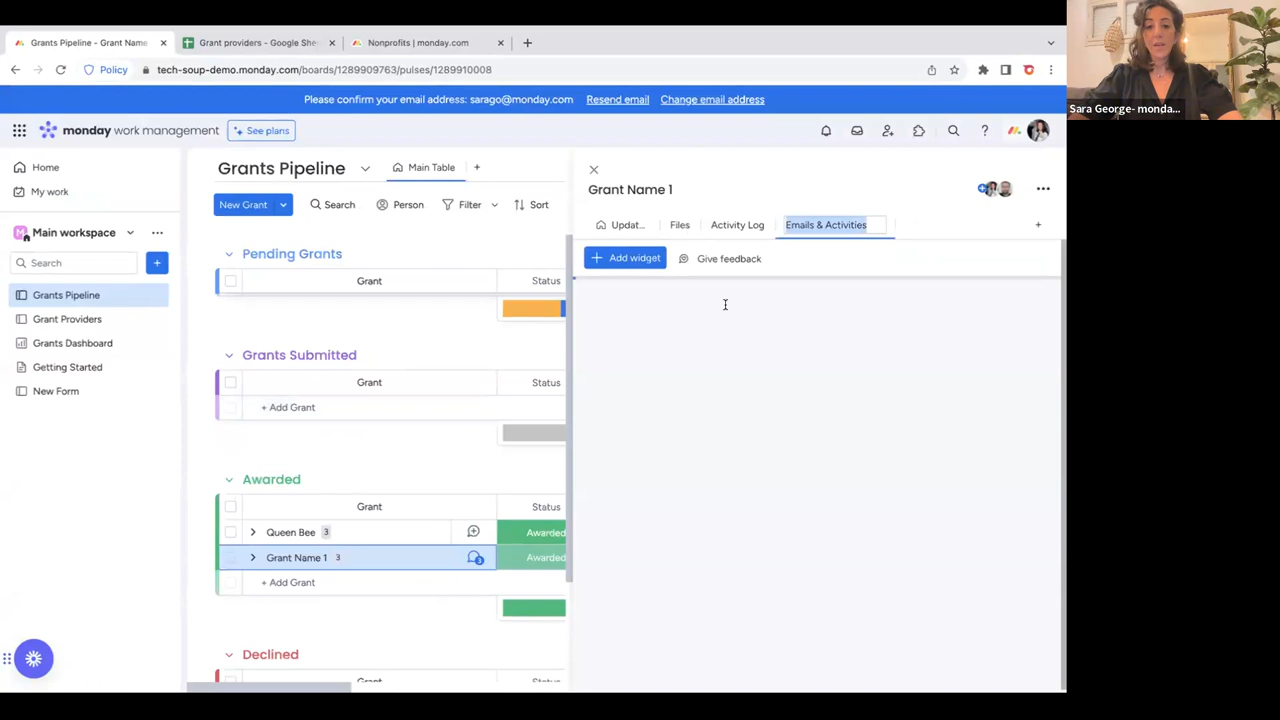 Grants Pipeline - Grant Name
Grant providers - Google She
Nonprofits | monday.com
Policy
tech-soup-demo.monday.com/boards/1289909763/pulses/1289910008
Sara George- monda...
Please confirm your email address: sarago@monday.com Resend email Change email address
monday work management
See plans
Home
My work
Main workspace
Search
Grants Pipeline
Grant Providers
Grants Dashboard
Getting Started
New Form
Grants Pipeline
Main Table
New Grant
Search
Person
Filter
Sort
Pending Grants
Grant Status
Grants Submitted
Grant Status
+ Add Grant
Awarded
Grant Status
Queen Bee 3 Awarded
Grant Name 1 3 3 Awarded
+ Add Grant
Declined
Grant Status
Grant Name 1
Updat...
Files
Activity Log
Emails & Activities
Add widget
Give feedback